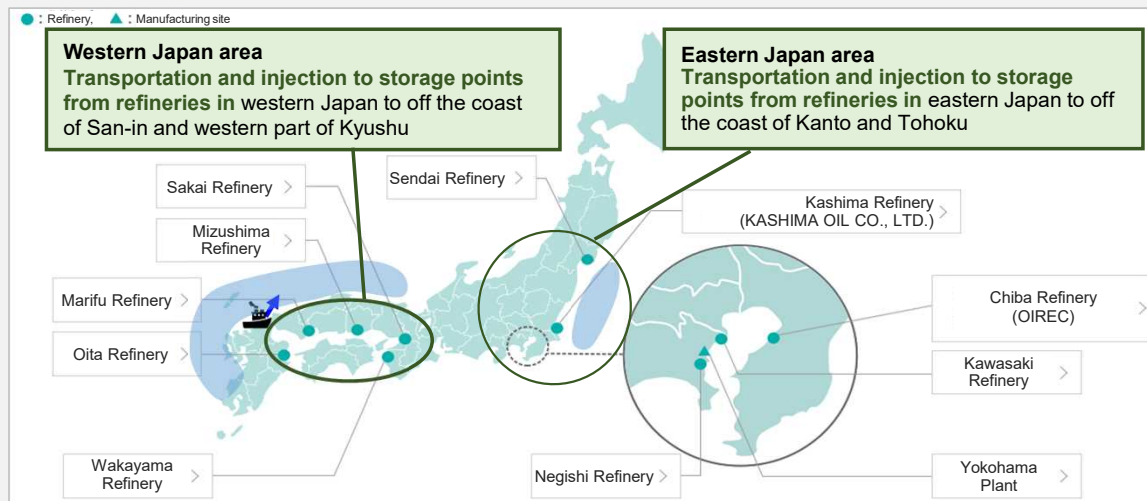 : Refinery, : Manufacturing site
Western Japan area
Transportation and injection to storage
points from refineries in western Japan to off the coast
of San-in and western part of Kyushu
Eastern Japan area
Transportation and injection to storage
points from refineries in eastern Japan to off
the coast of Kanto and Tohoku
Sakai Refinery
Sendai Refinery
Kashima Refinery
(KASHIMA OIL CO., LTD.)
Mizushima
Refinery
Marifu Refinery
Chiba Refinery
(OIREC)
Oita Refinery
Kawasaki
Refinery
Wakayama
Refinery
Negishi Refinery
Yokohama
Plant